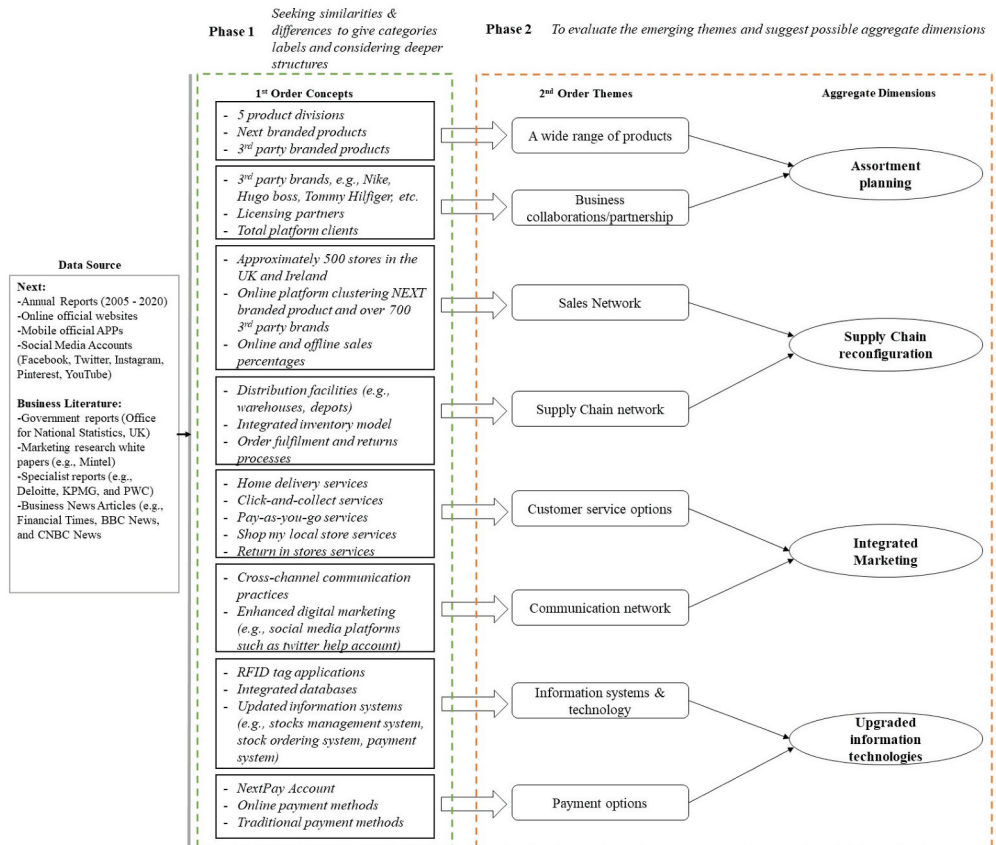 Phase 1
Seeking similarities &
differences to give categories
labels and considering deeper
structures
Phase 2
To evaluate the emerging themes and suggest possible aggregate dimensions
Data Source
Next:
-Annual Reports (2005 - 2020)
-Online official websites
-Mobile official APPs
-Social Media Accounts
(Facebook, Twitter, Instagram,
Pinterest, YouTube)
Business Literature:
-Government reports (Office
for National Statistics, UK)
-Marketing research white
papers (e.g., Mintel)
-Specialist reports (e.g.,
Deloitte, KPMG, and PWC)
-Business News Articles (e.g.,
Financial Times, BBC News,
and CNBC News
1st Order Concepts
- 5 product divisions
- Next branded products
- 3rd party branded products
- 3rd party brands, e.g., Nike,
Hugo boss, Tommy Hilfiger, etc.
- Licensing partners
- Total platform clients
- Approximately 500 stores in the
UK and Ireland
- Online platform clustering NEXT
branded product and over 700
3rd party brands
- Online and offline sales
percentages
- Distribution facilities (e.g.,
warehouses, depots)
- Integrated inventory model
- Order fulfilment and returns
processes
- Home delivery services
- Click-and-collect services
- Pay-as-you-go services
- Shop my local store services
- Return in stores services
- Cross-channel communication
practices
- Enhanced digital marketing
(e.g., social media platforms
such as twitter help account)
- RFID tag applications
- Integrated databases
- Updated information systems
(e.g., stocks management system,
stock ordering system, payment
system)
- NextPay Account
- Online payment methods
- Traditional payment methods
2nd Order Themes
A wide range of products
Business
collaborations/partnership
Sales Network
Supply Chain network
Customer service options
Communication network
Information systems &
technology
Payment options
Aggregate Dimensions
Assortment
planning
Supply Chain
reconfiguration
Integrated
Marketing
Upgraded
information
technologies